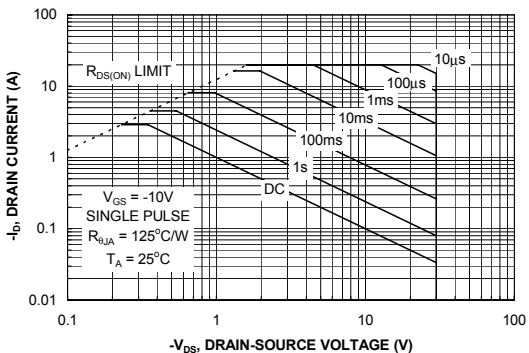 100
10
1
0.1
0.01
-I_D, DRAIN CURRENT (A)
R_DS(ON) LIMIT
10μs
100μs
1ms
10ms
100ms
1s
DC
V_GS = -10V
SINGLE PULSE
R_θJA = 125°C/W
T_A = 25°C
0.1
1
10
100
-V_DS, DRAIN-SOURCE VOLTAGE (V)